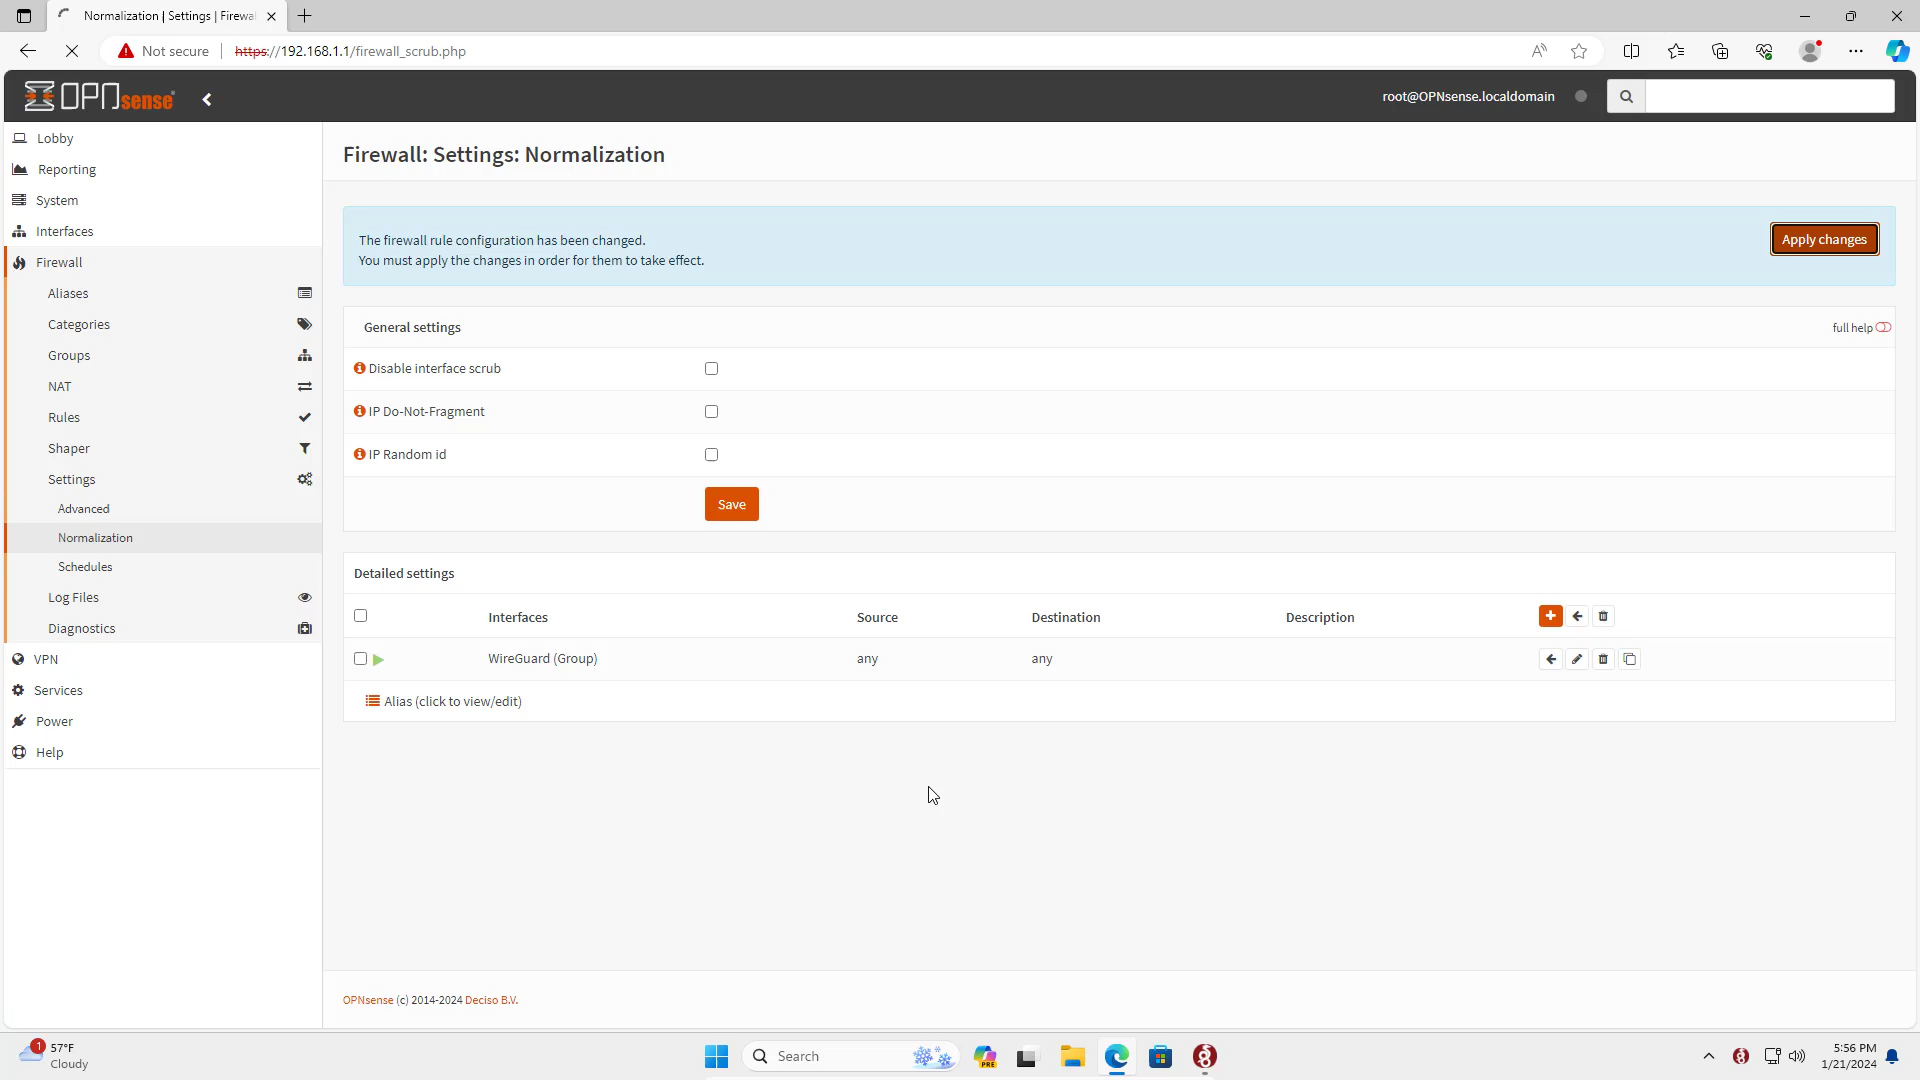 Normalization | Settings | Firewa
Not secure
https://192.168.1.1/firewall_scrub.php
OPNsense
root@OPNsense.localdomain
Lobby
Reporting
System
Interfaces
Firewall
Aliases
Categories
Groups
NAT
Rules
Shaper
Settings
Advanced
Normalization
Schedules
Log Files
Diagnostics
VPN
Services
Power
Help
Firewall: Settings: Normalization
The firewall rule configuration has been changed.
You must apply the changes in order for them to take effect.
Apply changes
General settings
full help
Disable interface scrub
IP Do-Not-Fragment
IP Random id
Save
Detailed settings
Interfaces Source Destination Description
WireGuard (Group) any any
Alias (click to view/edit)
OPNsense (c) 2014-2024 Deciso B.V.
1
57°F
Cloudy
Search
PRE
5:56 PM
1/21/2024